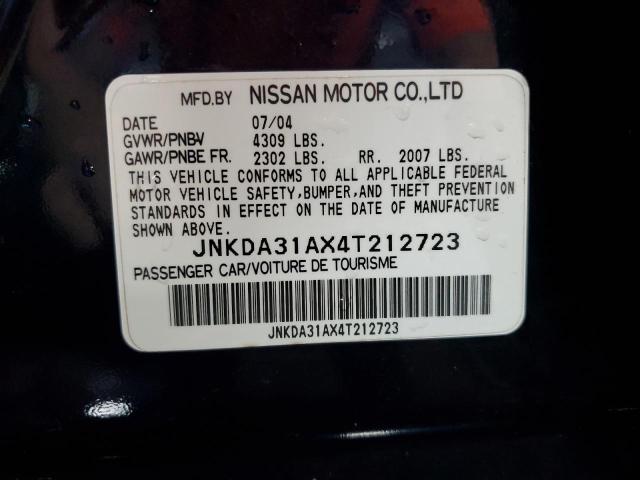 MFD.BY NISSAN MOTOR CO.,LTD
DATE 07/04
GVWR/PNBV 4309 LBS.
GAWR/PNBE FR. 2302 LBS. RR. 2007 LBS.
THIS VEHICLE CONFORMS TO ALL APPLICABLE FEDERAL
MOTOR VEHICLE SAFETY,BUMPER,AND THEFT PREVENTION
STANDARDS IN EFFECT ON THE DATE OF MANUFACTURE
SHOWN ABOVE.
JNKDA31AX4T212723
PASSENGER CAR/VOITURE DE TOURISME
JNKDA31AX4T212723